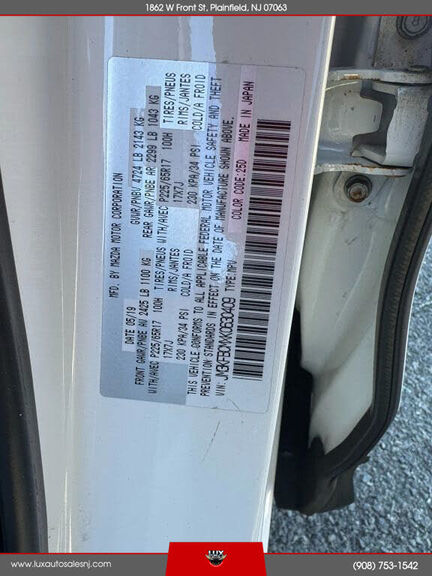 1862 W Front St, Plainfield, NJ 07063
MFD. BY MAZDA MOTOR CORPORATION
DATE 05/19 GVWR/PNBV 4724 LB 2143 KG
FRONT GAWR/PNBE AV 2425 LB 1100 KG REAR GAWR/PNBE AR 2299 LB 1043 KG
WITH/AVEC P225/65R17 100H TIRES/PNEUS WITH/AVEC P225/65R17 100H TIRES/PNEUS
17X7J RIMS/JANTES 17X7J RIMS/JANTES
230 KPA/34 PSI COLD/A FROID 230 KPA/34 PSI COLD/A FROID
THIS VEHICLE CONFORMS TO ALL APPLICABLE FEDERAL MOTOR VEHICLE SAFETY AND THEFT
PREVENTION STANDARDS IN EFFECT ON THE DATE OF MANUFACTURE SHOWN ABOVE.
VIN: TYPE:MPV COLOR CODE:25D MADE IN JAPAN
LUX
www.luxautosalesnj.com
(908) 753-1542